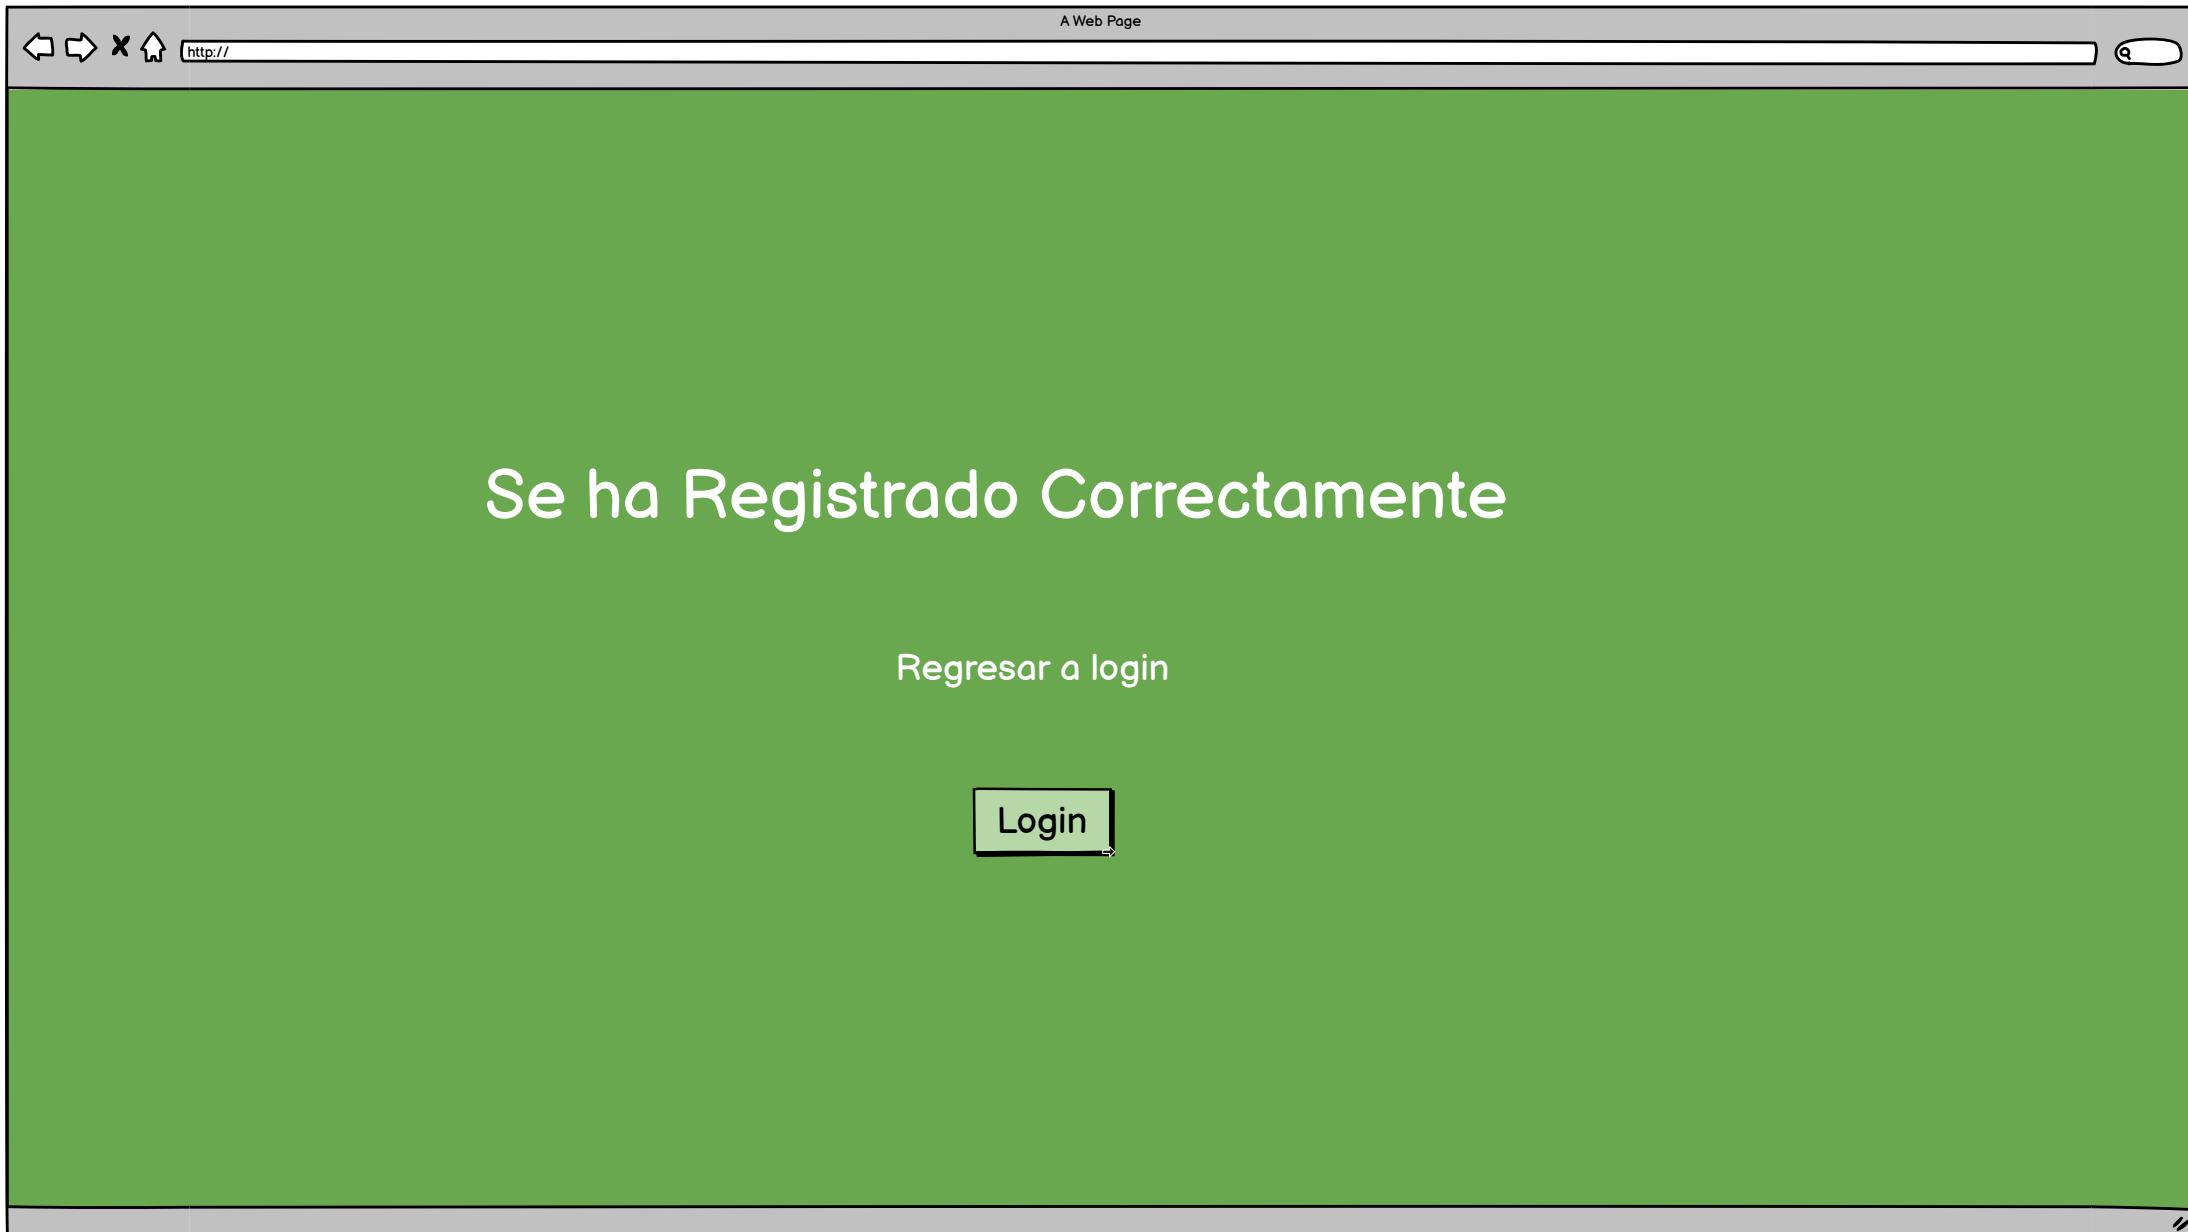 A Web Page
http://
Se ha Registrado Correctamente
Regresar a login
Login